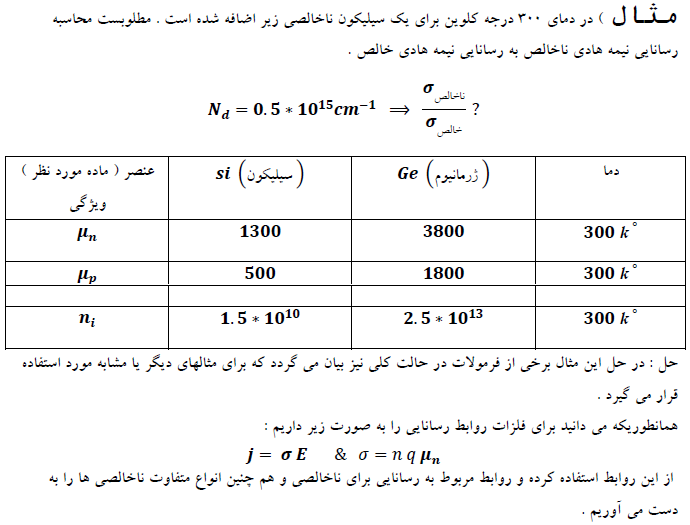 مثـــال ) در دمای ۳۰۰ درجه کلوین برای یک سیلیکون ناخالصی زیر اضافه شده است . مطلوبست محاسبه
رسانایی نیمه هادی ناخالص به رسانایی نیمه هادی خالص .
N_d = 0.5 * 10^15 cm^-1 ⟹ σ_ناخالص / σ_خالص ?
عنصر ( ماده مورد نظر ) ویژگی | si (سیلیکون) | Ge (ژرمانیوم) | دما
μ_n | 1300 | 3800 | 300 k°
μ_p | 500 | 1800 | 300 k°
n_i | 1.5 * 10^10 | 2.5 * 10^13 | 300 k°
حل : در حل این مثال برخی از فرمولات در حالت کلی نیز بیان می گردد که برای مثالهای دیگر یا مشابه مورد استفاده
قرار می گیرد .
همانطوریکه می دانید برای فلزات روابط رسانایی را به صورت زیر داریم :
j = σ E & σ = n q μ_n
از این روابط استفاده کرده و روابط مربوط به رسانایی برای ناخالصی و هم چنین انواع متفاوت ناخالصی ها را به
دست می آوریم .